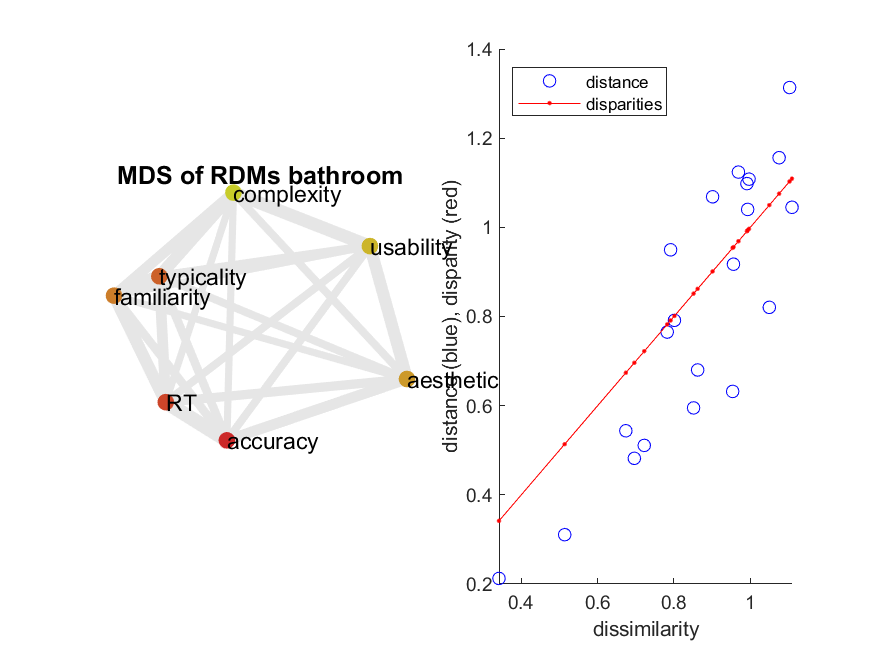 MDS of RDMs bathroom
complexity
usability
typicality
familiarity
aesthetic
RT
accuracy
distance (blue), disparity (red)
1.4
1.2
1
0.8
0.6
0.4
0.2
distance
disparities
0.4
0.6
0.8
1
dissimilarity